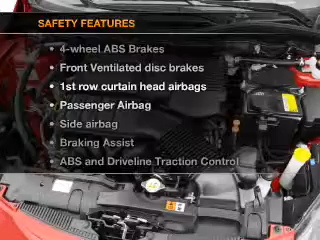 SAFETY FEATURES
• 4-wheel ABS Brakes
• Front Ventilated disc brakes
• 1st row curtain head airbags
• Passenger Airbag
• Side airbag
• Braking Assist
• ABS and Driveline Traction Control